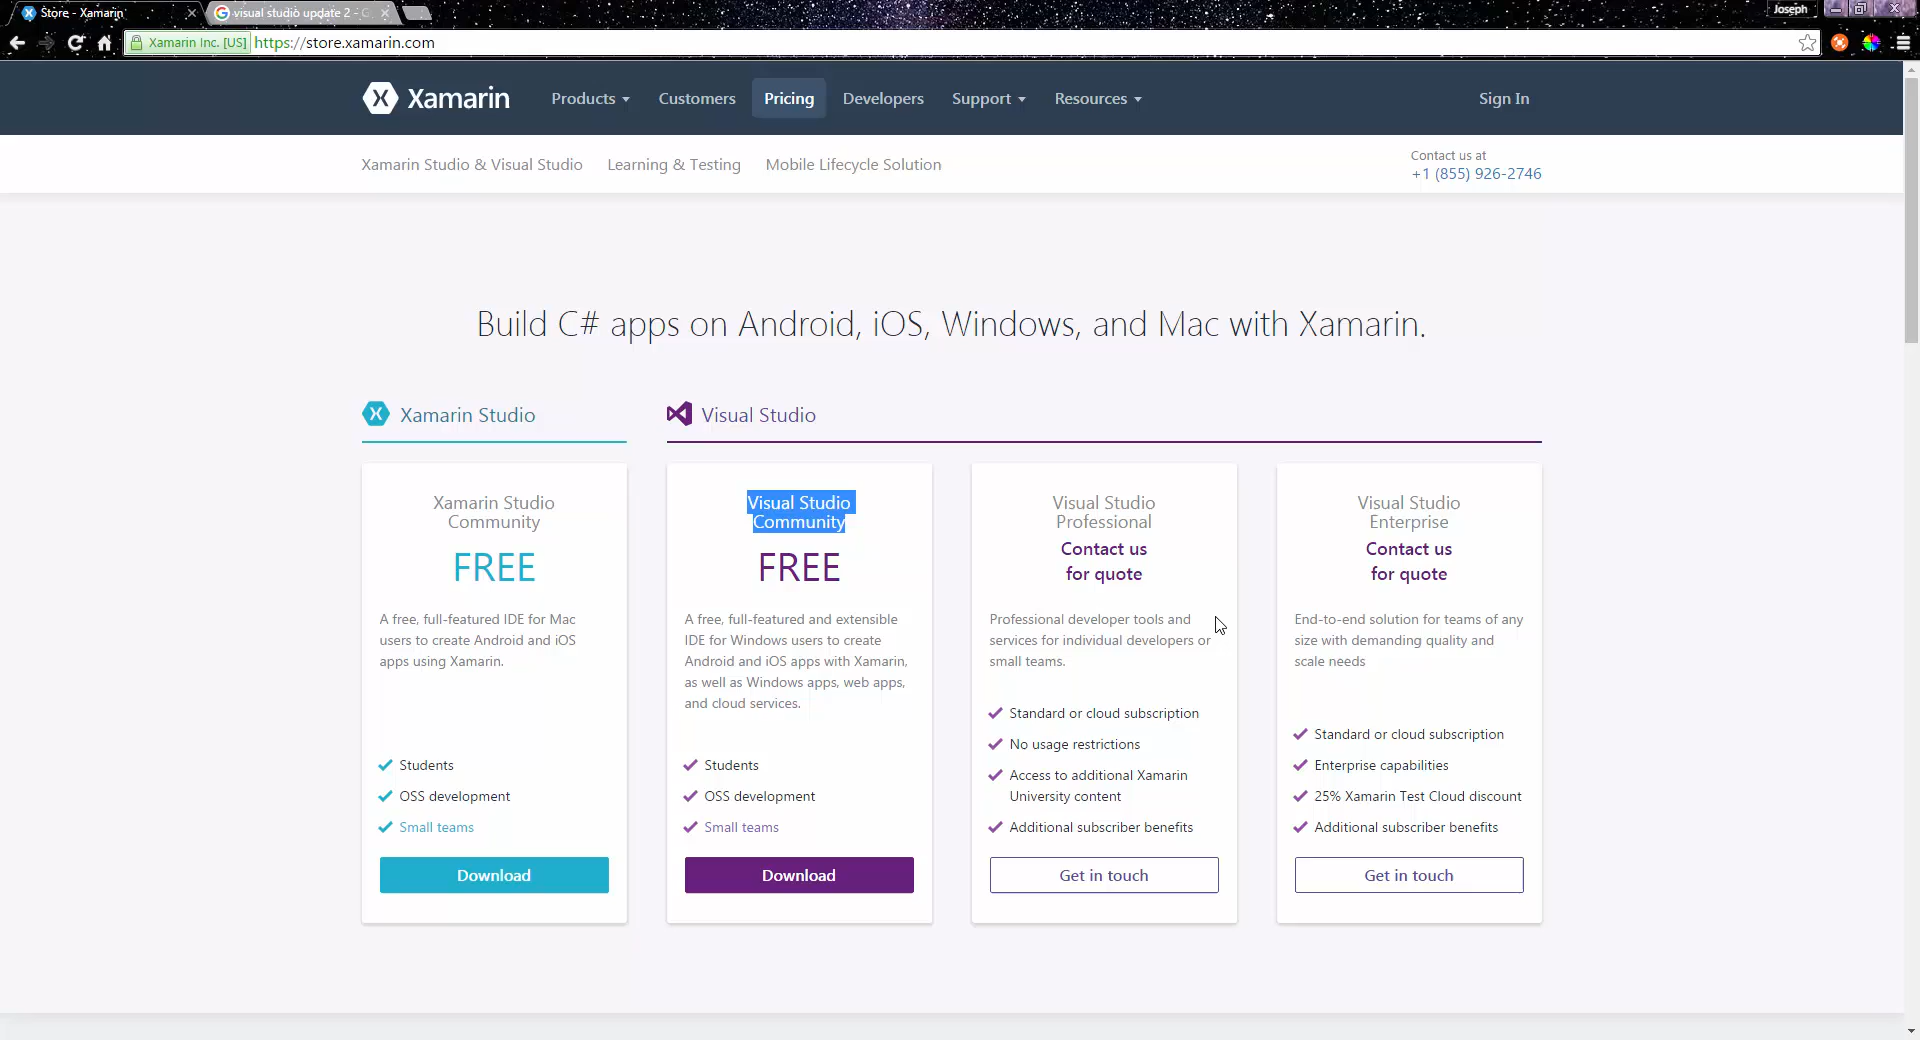 Store - Xamarin
visual studio update 2 - G
Joseph
Xamarin Inc. [US]
https://store.xamarin.com
Xamarin
Products
Customers
Pricing
Developers
Support
Resources
Sign In
Xamarin Studio & Visual Studio
Learning & Testing
Mobile Lifecycle Solution
Contact us at
+1 (855) 926-2746
Build C# apps on Android, iOS, Windows, and Mac with Xamarin.
Xamarin Studio
Visual Studio
Xamarin Studio
Community
FREE
A free, full-featured IDE for Mac
users to create Android and iOS
apps using Xamarin.
Students
OSS development
Small teams
Download
Visual Studio
Community
FREE
A free, full-featured and extensible
IDE for Windows users to create
Android and iOS apps with Xamarin,
as well as Windows apps, web apps,
and cloud services.
Students
OSS development
Small teams
Download
Visual Studio
Professional
Contact us
for quote
Professional developer tools and
services for individual developers or
small teams.
Standard or cloud subscription
No usage restrictions
Access to additional Xamarin
University content
Additional subscriber benefits
Get in touch
Visual Studio
Enterprise
Contact us
for quote
End-to-end solution for teams of any
size with demanding quality and
scale needs
Standard or cloud subscription
Enterprise capabilities
25% Xamarin Test Cloud discount
Additional subscriber benefits
Get in touch